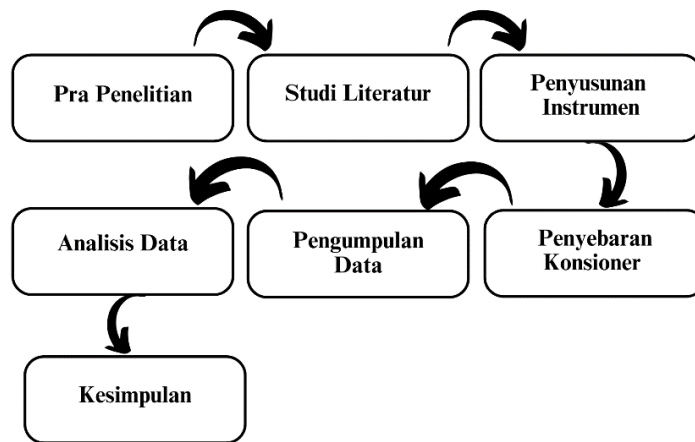 Pra Penelitian
Studi Literatur
Penyusunan
Instrumen
Penyebaran
Konsioner
Pengumpulan
Data
Analisis Data
Kesimpulan